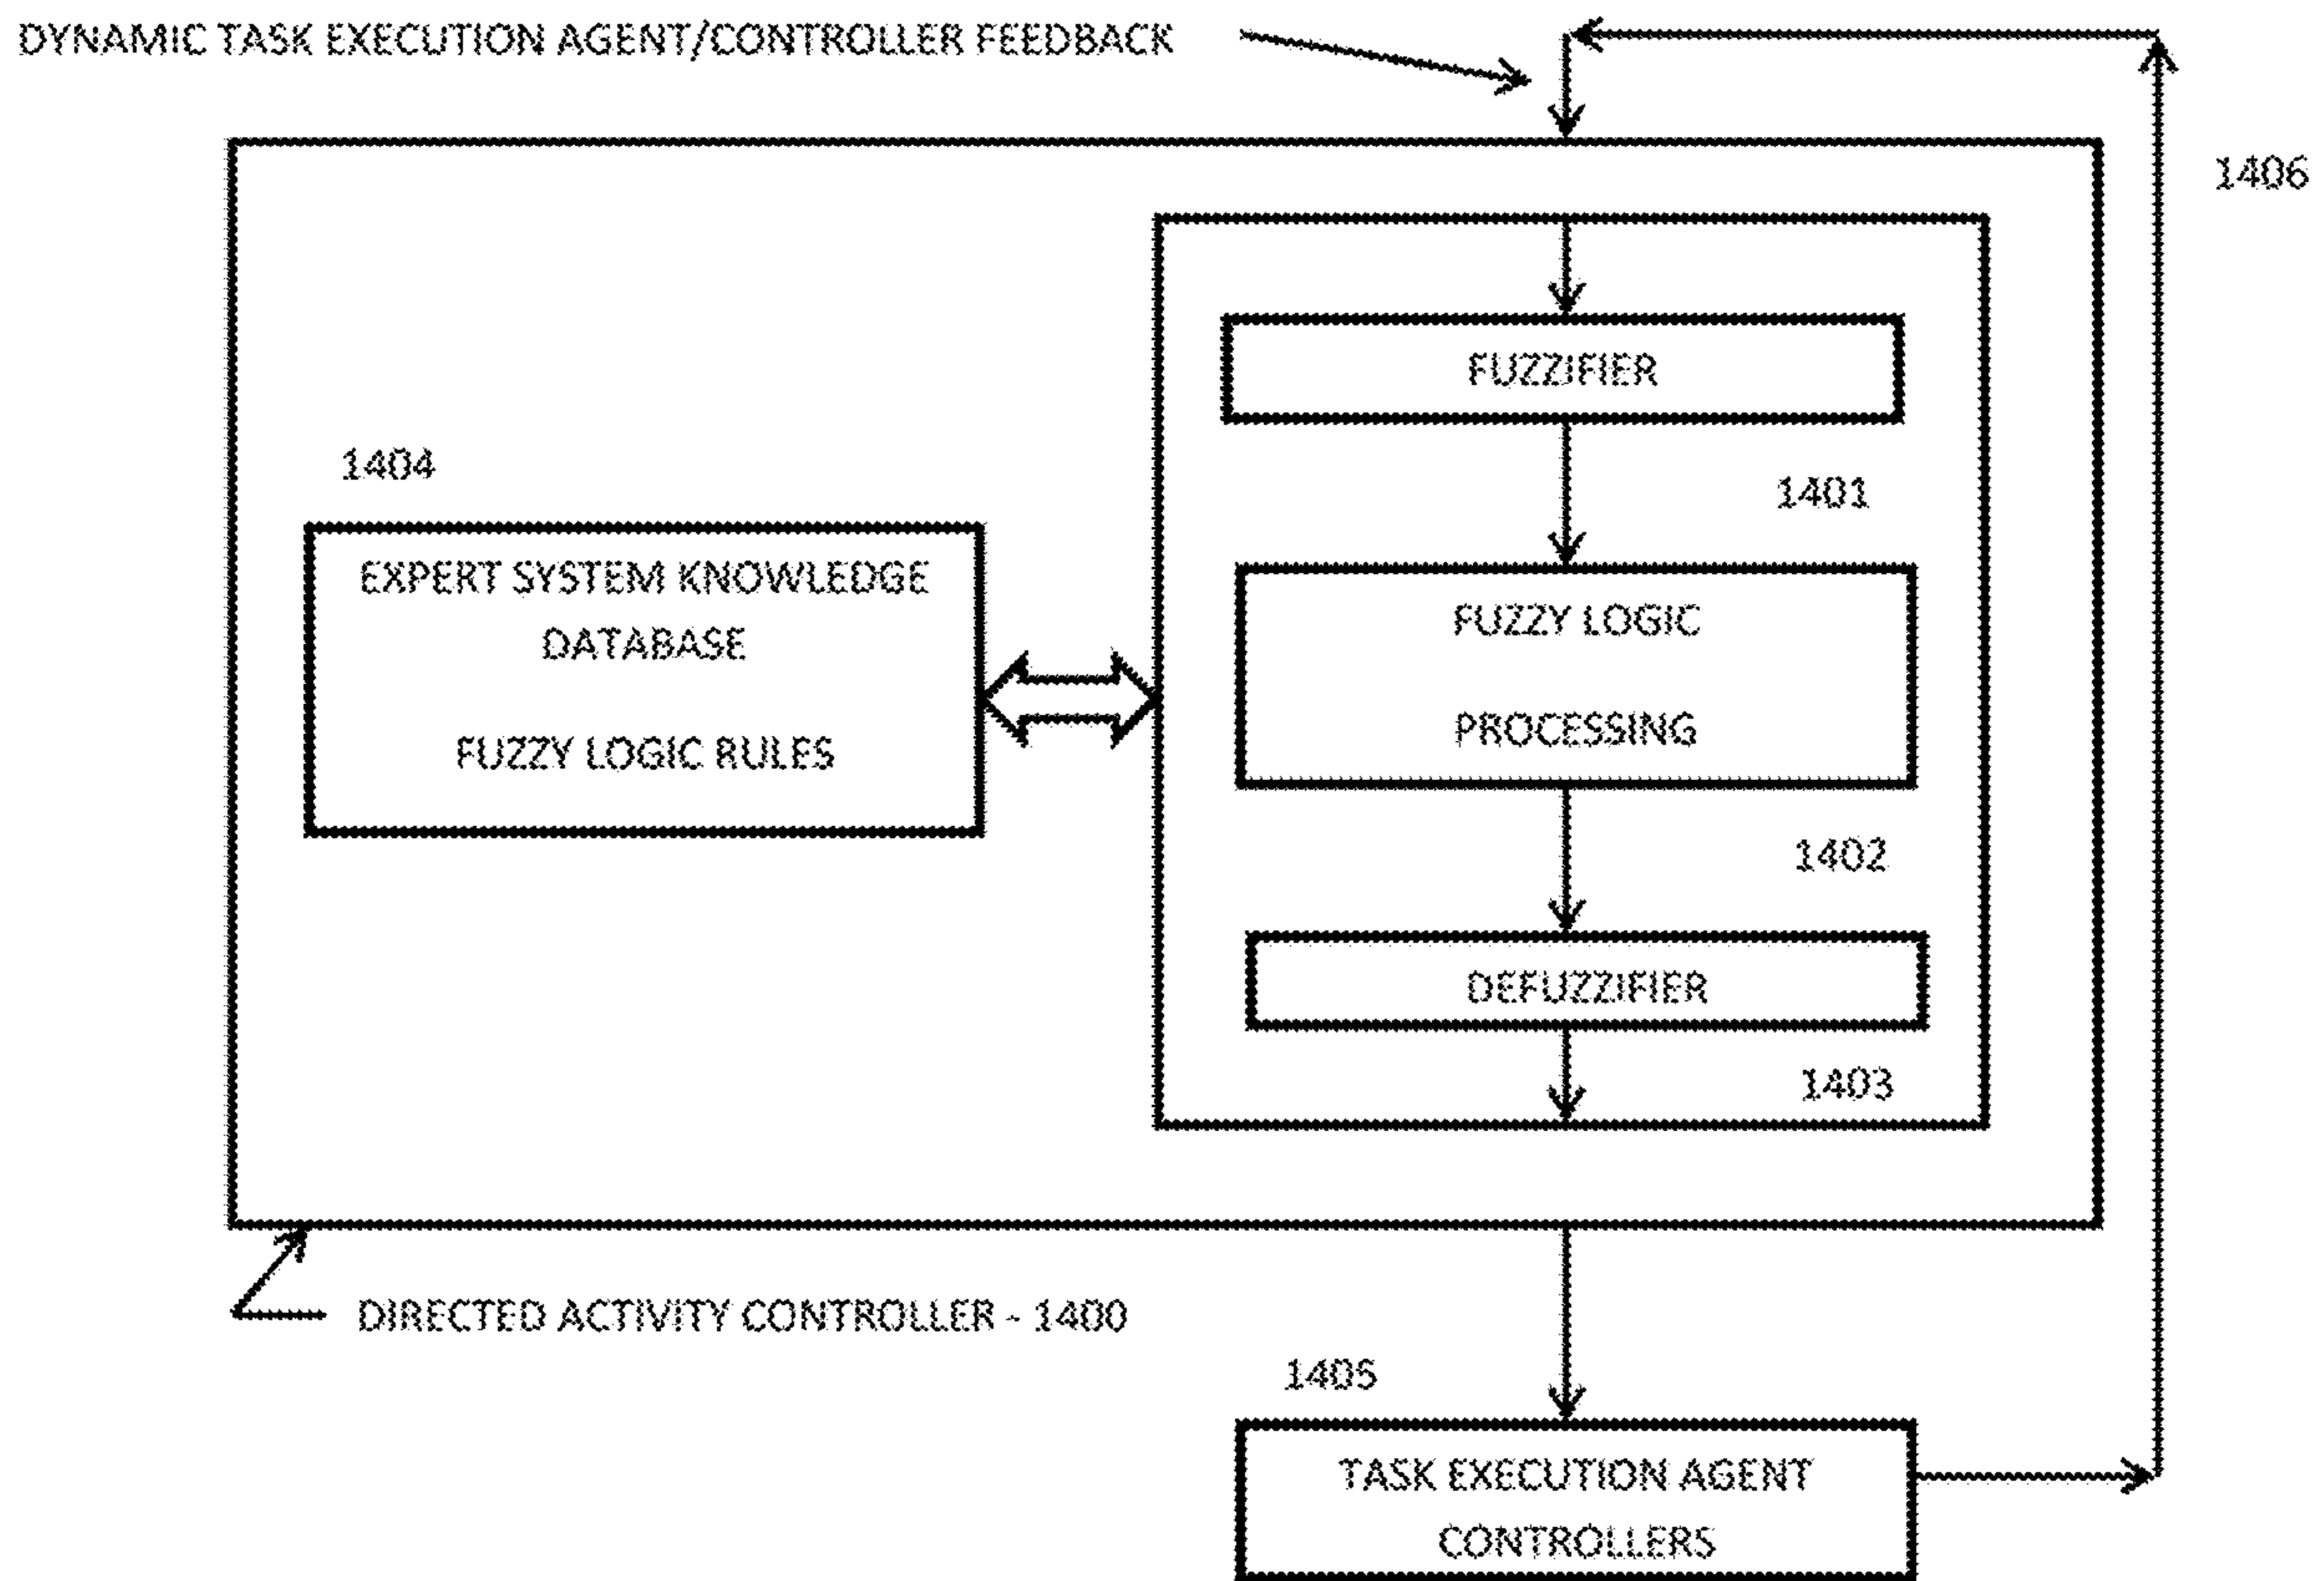 DYNAMIC TASK EXECUTION AGENT/CONTROLLER FEEDBACK
1406
FUZZIFIER
1401
1404
EXPERT SYSTEM KNOWLEDGE
DATABASE
FUZZY LOGIC RULES
FUZZY LOGIC
PROCESSING
1402
DEFUZZIFIER
1403
DIRECTED ACTIVITY CONTROLLER - 1400
1405
TASK EXECUTION AGENT
CONTROLLERS